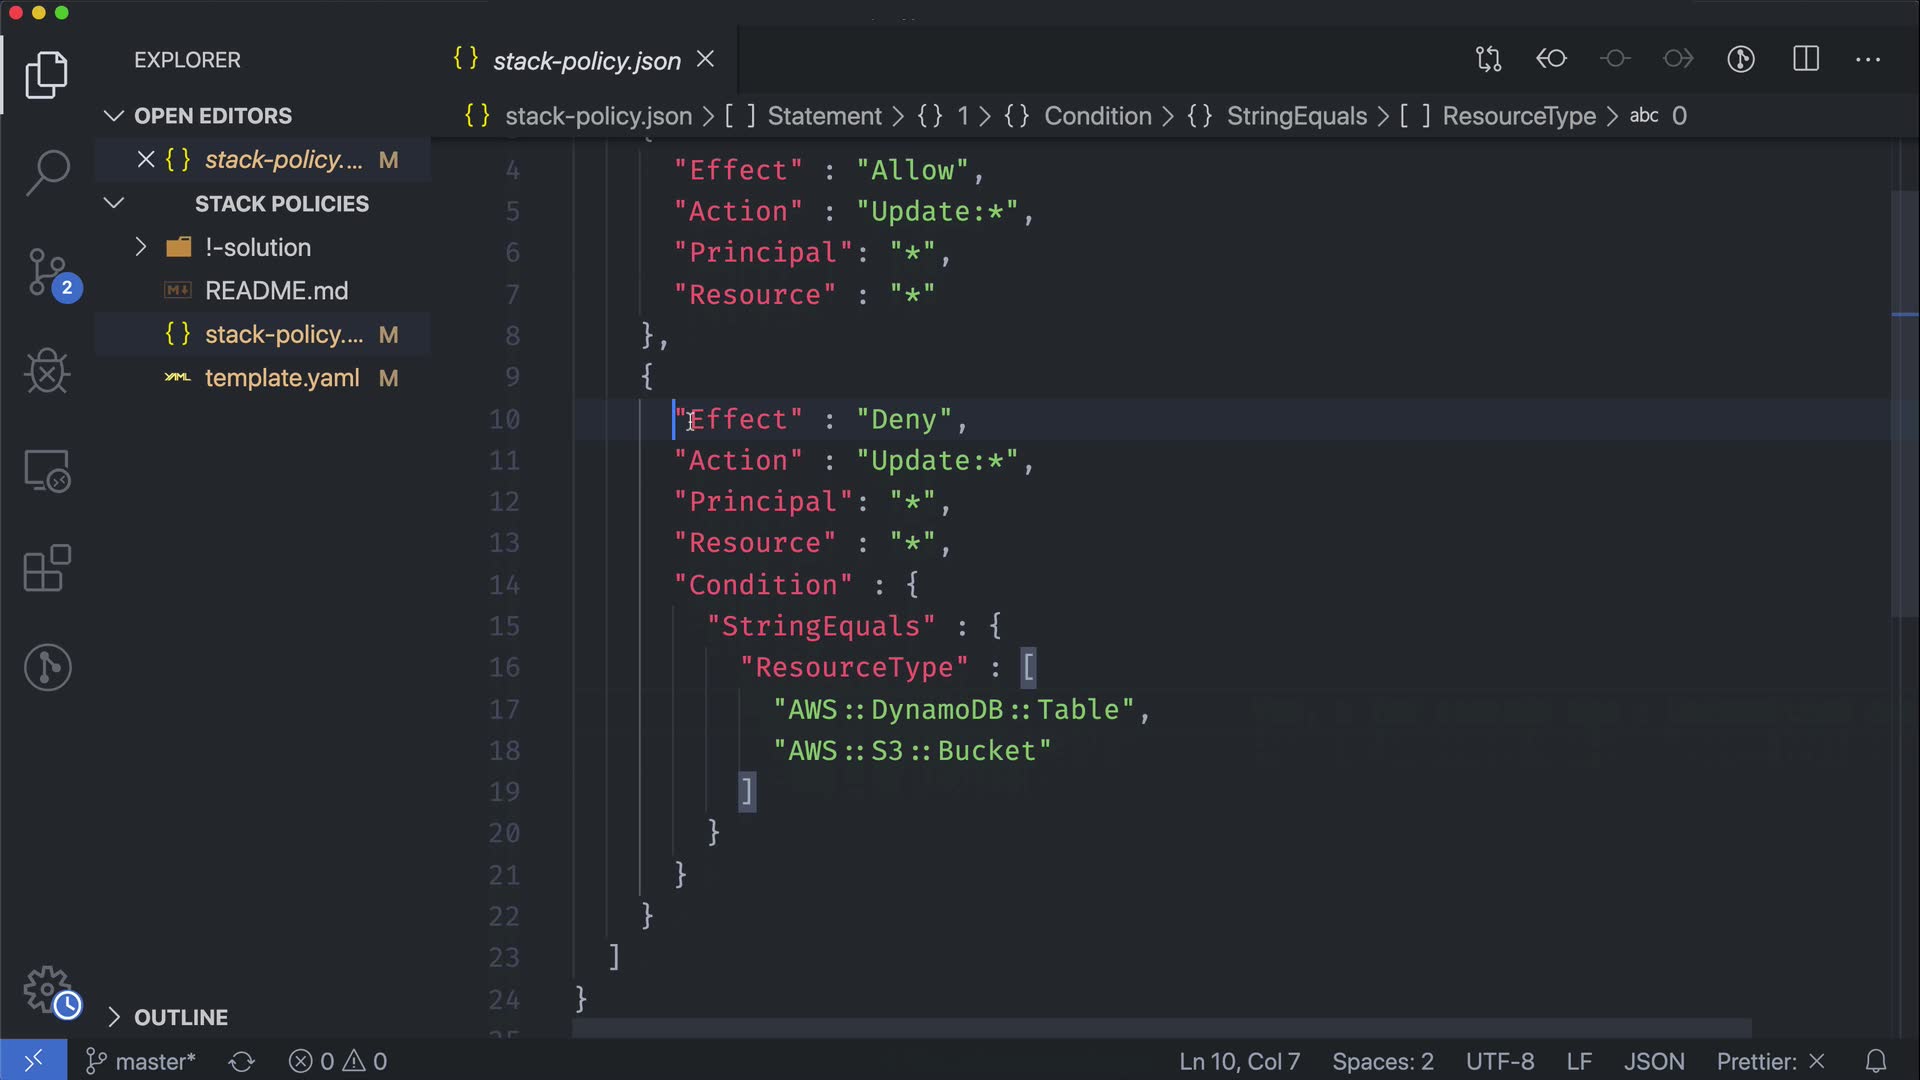 EXPLORER
OPEN EDITORS
stack-policy.... M
STACK POLICIES
!-solution
README.md
stack-policy.... M
template.yaml M
OUTLINE
2
{} stack-policy.json
{} stack-policy.json > [ ] Statement > {} 1 > {} Condition > {} StringEquals > [ ] ResourceType > abc 0
4 "Effect" : "Allow",
5 "Action" : "Update:*",
6 "Principal": "*",
7 "Resource" : "*"
8 },
9 {
10 "Effect" : "Deny",
11 "Action" : "Update:*",
12 "Principal": "*",
13 "Resource" : "*",
14 "Condition" : {
15 "StringEquals" : {
16 "ResourceType" : [
17 "AWS::DynamoDB::Table",
18 "AWS::S3::Bucket"
19 ]
20 }
21 }
22 }
23 ]
24 }
master* 0 0 Ln 10, Col 7 Spaces: 2 UTF-8 LF JSON Prettier: ×